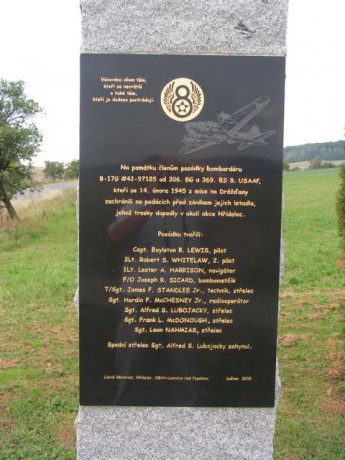 Věnováno všem těm,
kteří se nevrátili
a také těm,
kteří je dodnes postrádají.
8
Na památku členům posádky bombardéru
B-17G #42-97185 od 306. BG a 369. BS 8. USAAF,
kteří se 14. února 1945 z mise na Drážďany
zachránili na padácích před zánikem jejich letadla,
jehož trosky dopadly v okolí obce Hřídelec.
Posádku tvořili:
Capt. Boyleton B. LEWIS, pilot
2Lt. Robert S. WHITELAW, 2. pilot
1Lt. Lester A. HARRISON, navigátor
F/O Joseph R. SICARD, bombometčík
T/Sgt. James F. STANDLEE Jr., technik, střelec
Sgt. Hardin F. McCHESNEY Jr., radiooperátor
Sgt. Alfred S. LUBOJACKY, střelec
Sgt. Frank L. McDONOUGH, střelec
Sgt. Leon NAHMIAS, střelec
Spodní střelec Sgt. Alfred S. Lubojacky zahynul.
2005